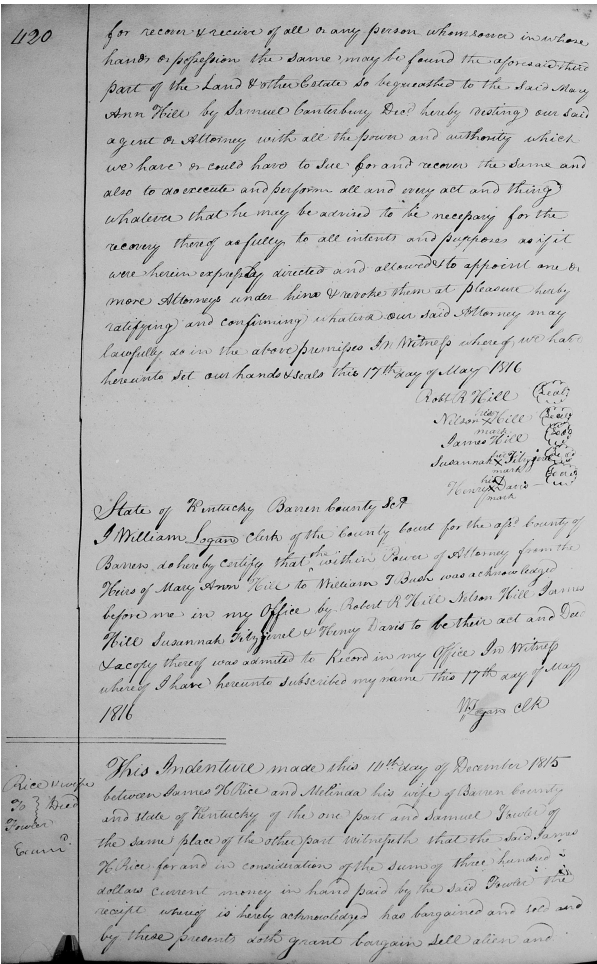 420
for recover & receive of all or any person whomsoever in whose
hands or possession the same may be found the aforesaid third
part of the Land & other Estate so bequeathed to the said Mary
Ann Hill by Samuel Canterbury Decd hereby vesting our said
agent or Attorney with all the power and authority which
we have or could have to sue for and recover the same and
also to do execute and perform all and every act and thing
whatever that he may be advised to be necessary for the
recovery thereof as fully to all intents and purposes as if it
were herein expressly directed and allowed & to appoint one or
more Attorneys under him & revoke them at pleasure hereby
ratifying and confirming whatever our said Attorney may
lawfully do in the above premises In Witness whereof we have
hereunto set our hands & seals this 17th day of May 1816
Robt R Hill (Seal)
Nelson his X mark Hill (Seal)
James Hill (Seal)
Susannah her X mark (Seal)
Henry his X mark Davis (Seal)
State of Kentucky Barren County Sct
I William Logan Clerk of the County Court for the afsd County of
Barren, do hereby certify that the within Power of Attorney from the
Heirs of Mary Ann Hill to William T Bush was acknowledged
before me in my Office by Robert R Hill Nelson Hill James
Hill Susannah & Henry Davis to be their act and Deed
& a copy thereof was admited to Record in my Office In Witness
whereof I have hereunto subscribed my name this 17th day of May
1816
W Logan Clk
Rice & wife
To } Deed
Fowler
Examd
This Indenture made this 14th day of December 1815
between James H Rice and Melinda his wife of Barren County
and state of Kentucky of the one part and Samuel Fowler of
the same place of the other part witnesseth that the said James
H Rice for and in consideration of the sum of three hundred
dollars current money in hand paid by the said Fowler the
receipt whereof is hereby acknowledged has bargained and sold and
by these presents doth grant bargain sell alien and